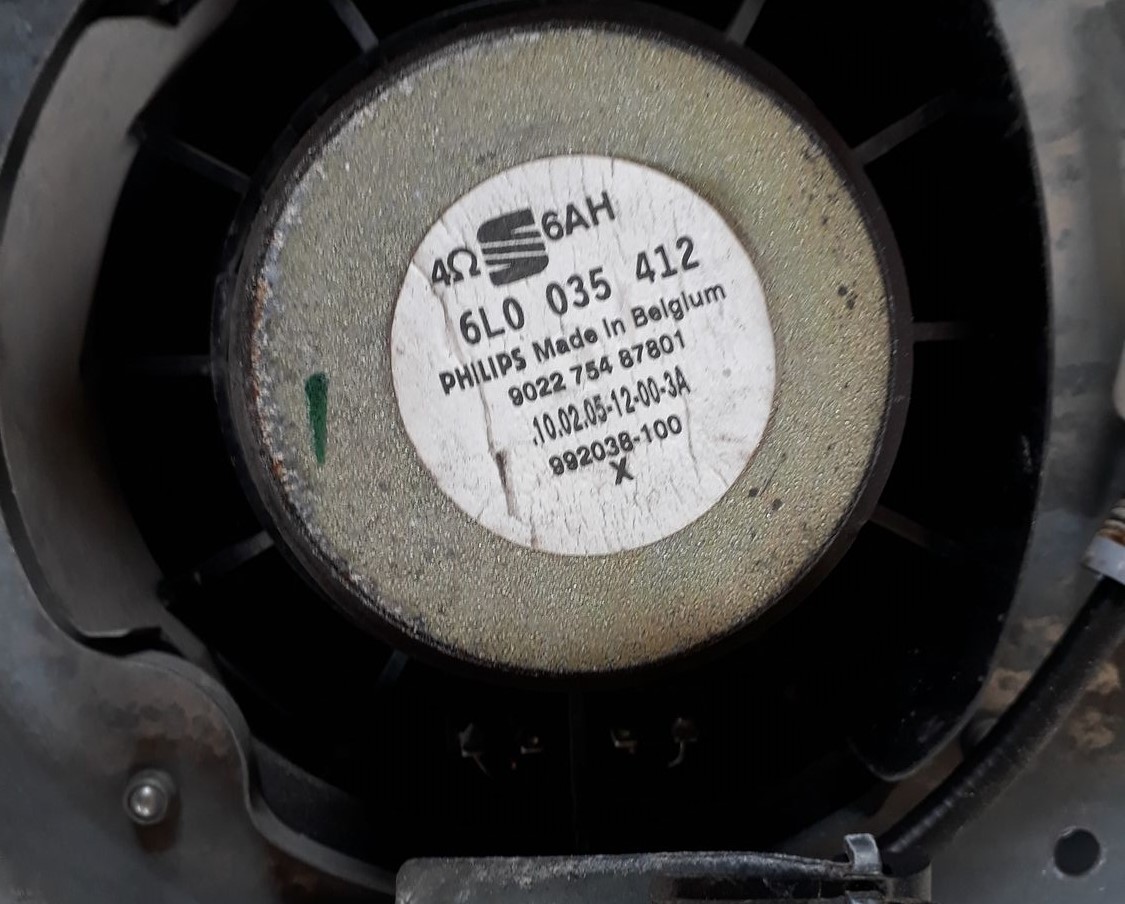 4Ω 6AH
6L0 035 412
PHILIPS Made In Belgium
9022 754 87801
.10.02.05-12-00-3A
992038-100
X